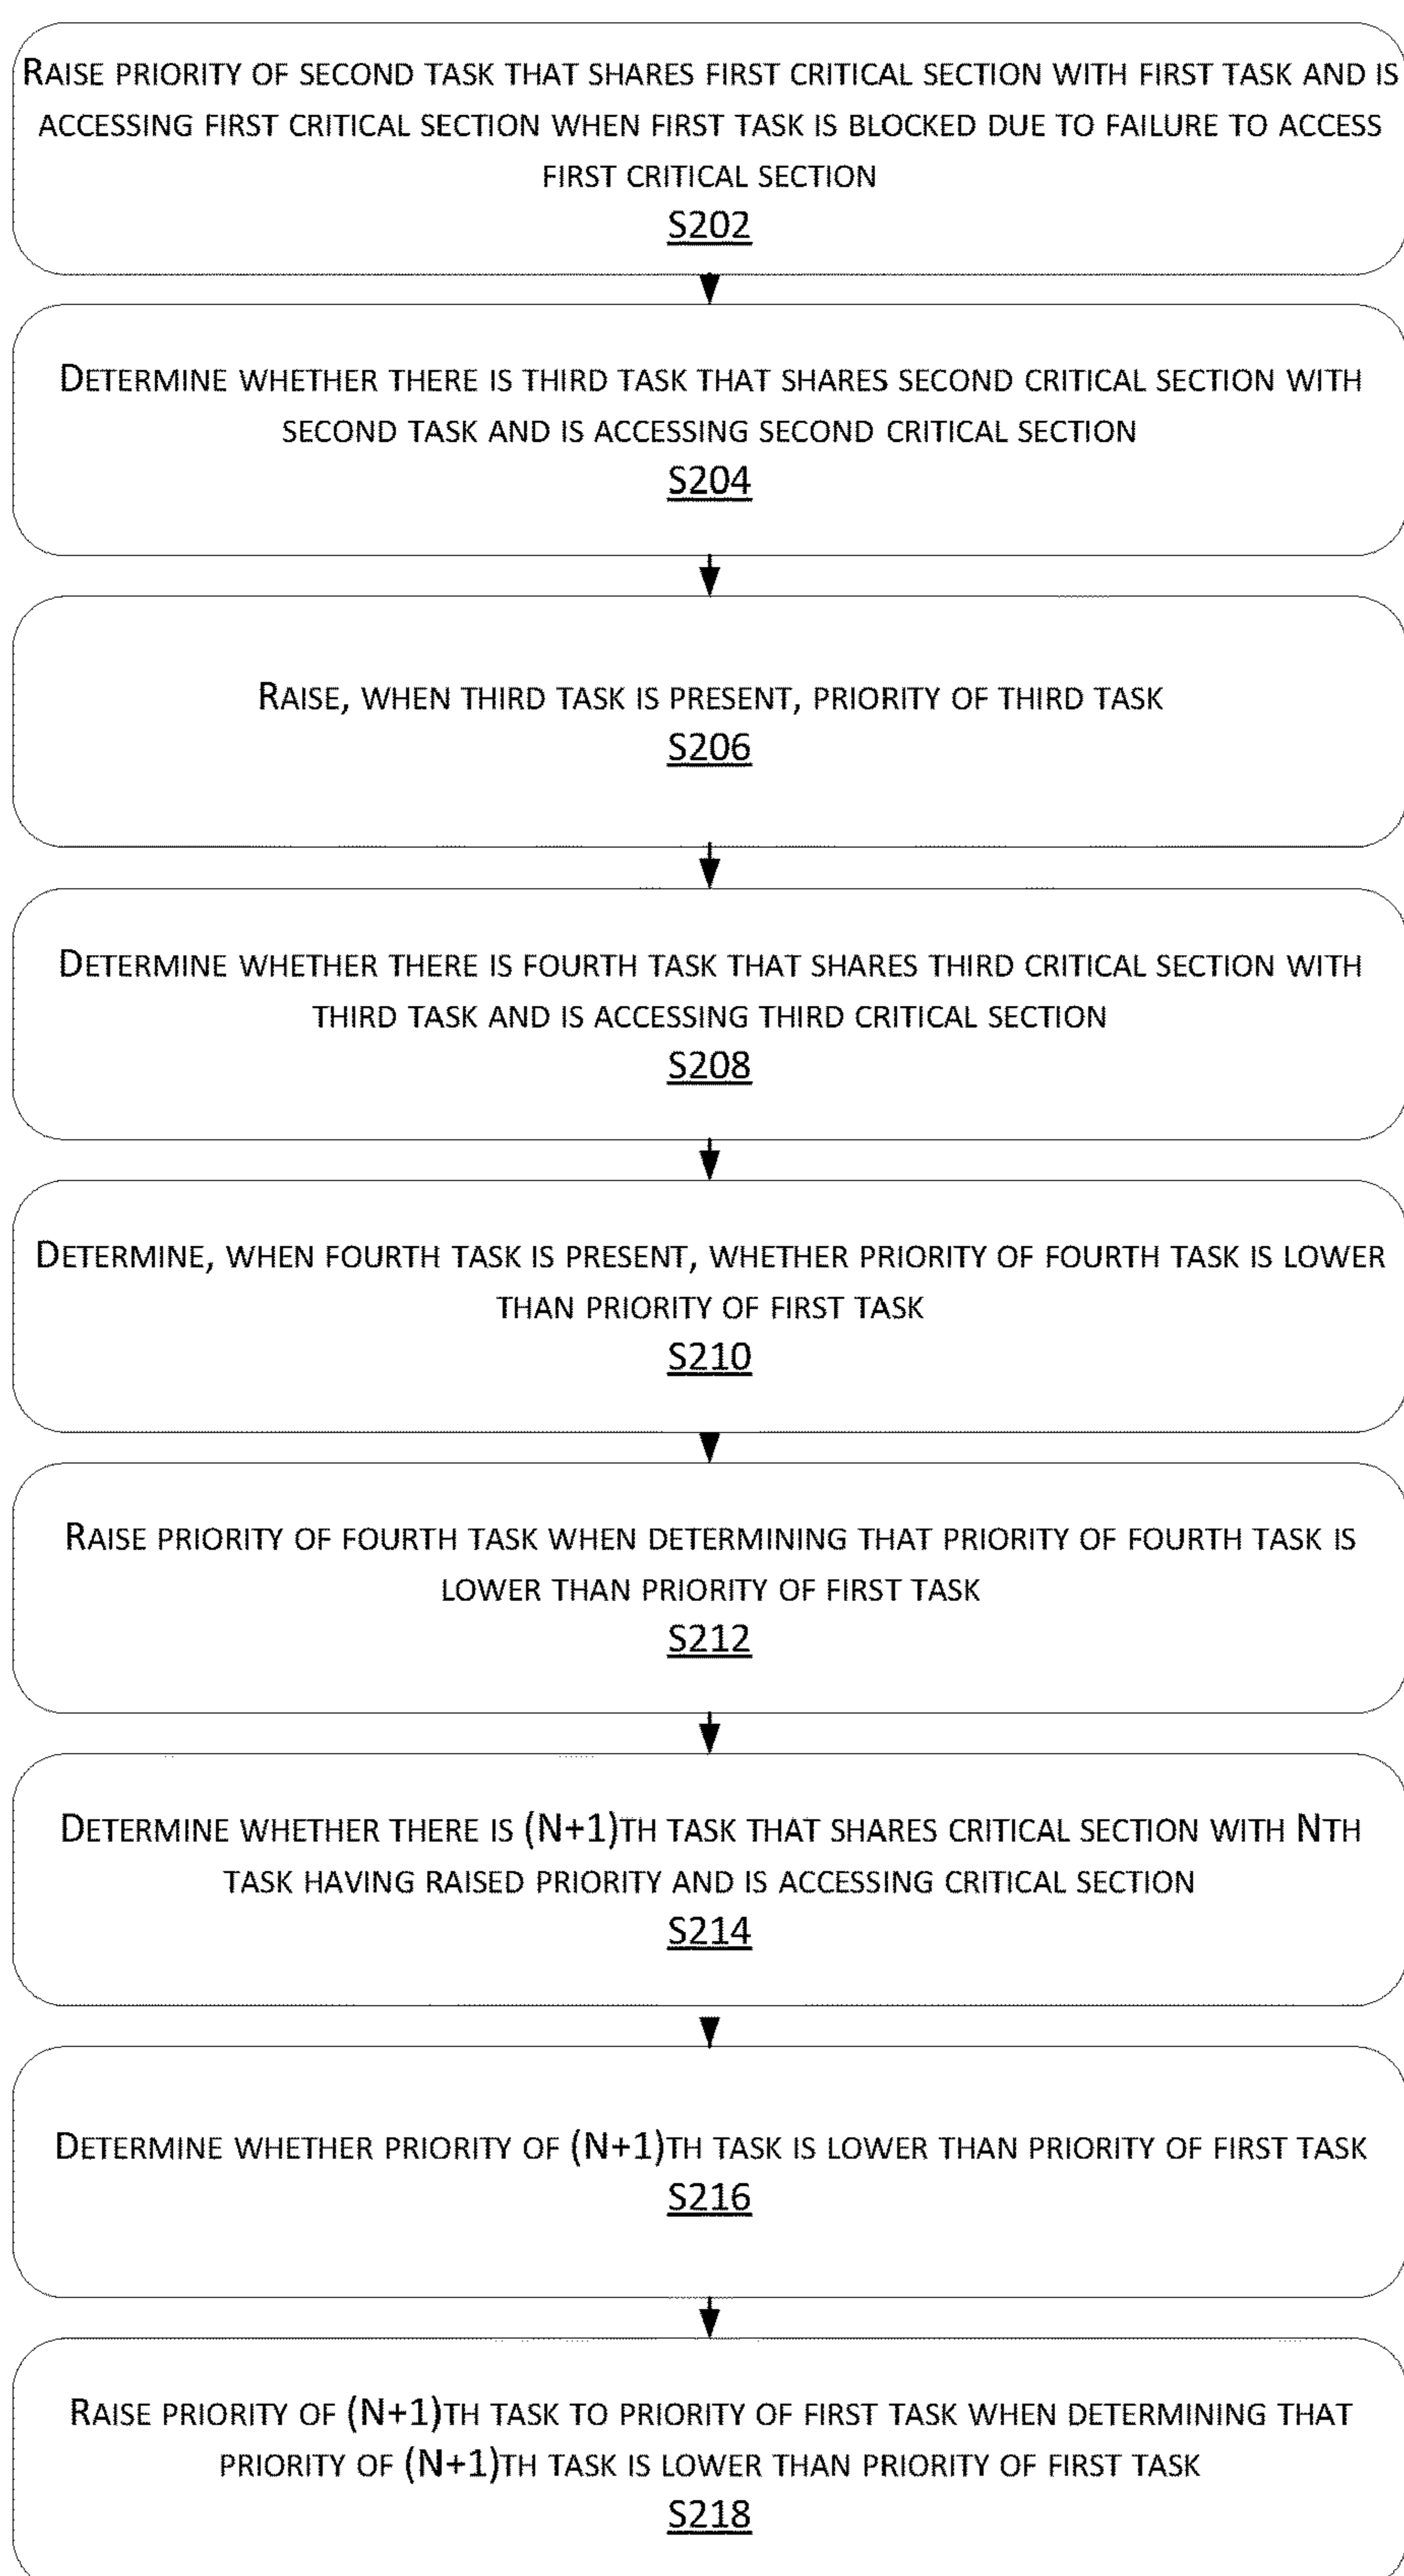 RAISE PRIORITY OF SECOND TASK THAT SHARES FIRST CRITICAL SECTION WITH FIRST TASK AND IS
ACCESSING FIRST CRITICAL SECTION WHEN FIRST TASK IS BLOCKED DUE TO FAILURE TO ACCESS
FIRST CRITICAL SECTION
S202
DETERMINE WHETHER THERE IS THIRD TASK THAT SHARES SECOND CRITICAL SECTION WITH
SECOND TASK AND IS ACCESSING SECOND CRITICAL SECTION
S204
RAISE, WHEN THIRD TASK IS PRESENT, PRIORITY OF THIRD TASK
S206
DETERMINE WHETHER THERE IS FOURTH TASK THAT SHARES THIRD CRITICAL SECTION WITH
THIRD TASK AND IS ACCESSING THIRD CRITICAL SECTION
S208
DETERMINE, WHEN FOURTH TASK IS PRESENT, WHETHER PRIORITY OF FOURTH TASK IS LOWER
THAN PRIORITY OF FIRST TASK
S210
RAISE PRIORITY OF FOURTH TASK WHEN DETERMINING THAT PRIORITY OF FOURTH TASK IS
LOWER THAN PRIORITY OF FIRST TASK
S212
DETERMINE WHETHER THERE IS (N+1)TH TASK THAT SHARES CRITICAL SECTION WITH NTH
TASK HAVING RAISED PRIORITY AND IS ACCESSING CRITICAL SECTION
S214
DETERMINE WHETHER PRIORITY OF (N+1)TH TASK IS LOWER THAN PRIORITY OF FIRST TASK
S216
RAISE PRIORITY OF (N+1)TH TASK TO PRIORITY OF FIRST TASK WHEN DETERMINING THAT
PRIORITY OF (N+1)TH TASK IS LOWER THAN PRIORITY OF FIRST TASK
S218